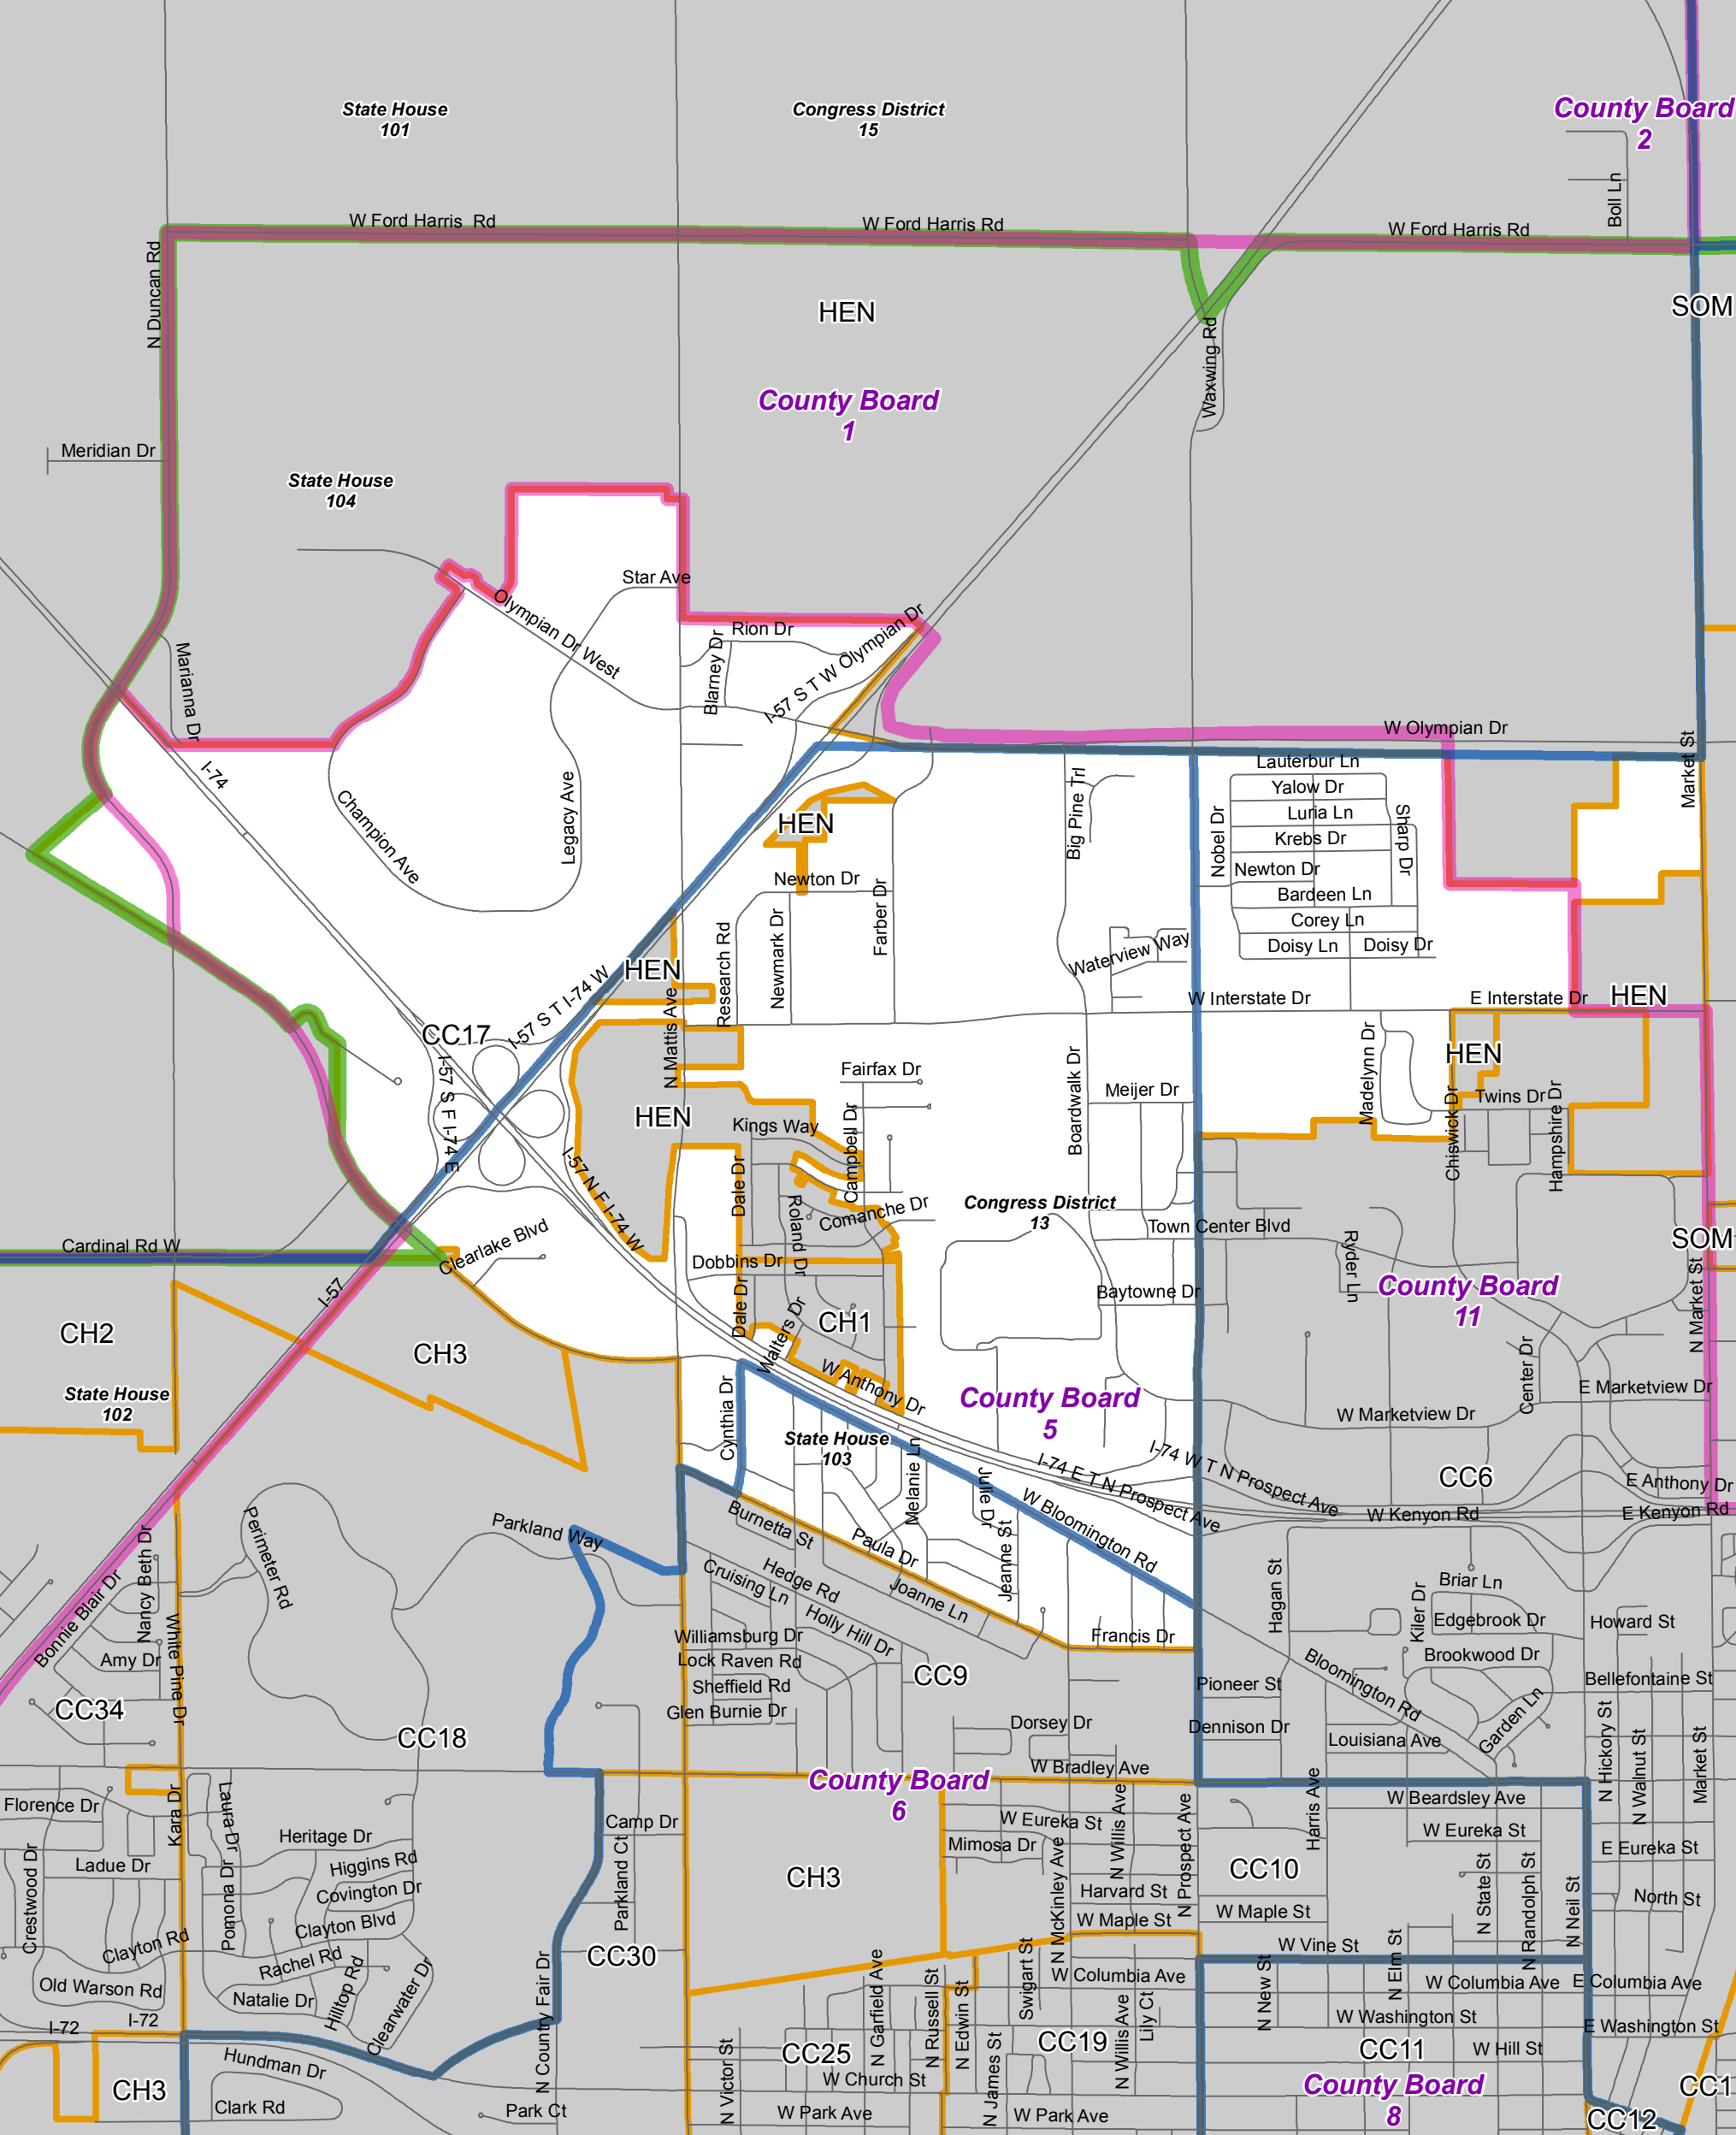 State House
101
Congress District
15
County Board
2
Boll Ln
W Ford Harris Rd
W Ford Harris Rd
W Ford Harris Rd
N Duncan Rd
HEN
SOM
Waxwing Rd
County Board
1
Meridian Dr
State House
104
Star Ave
Olympian Dr West
Rion Dr
Blarney Dr
I-57 S T W Olympian Dr
Marianna Dr
W Olympian Dr
Market St
I-74
Champion Ave
Legacy Ave
HEN
Big Pine Trl
Lauterbur Ln
Yalow Dr
Luria Ln
Krebs Dr
Newton Dr
Bardeen Ln
Corey Ln
Doisy Ln
Doisy Dr
Nobel Dr
Sharp Dr
Newton Dr
Farber Dr
Newmark Dr
Research Rd
Waterview Way
HEN
W Interstate Dr
E Interstate Dr
HEN
CC17
I-57 S T I-74 W
N Mattis Ave
I-57 S F I-74 E
HEN
Fairfax Dr
Boardwalk Dr
Meijer Dr
Madelynn Dr
HEN
Twins Dr
Chiswick Dr
Hampshire Dr
Kings Way
Campbell Dr
Dale Dr
Roland Dr
Comanche Dr
I-57 N F I-74 W
Congress District
13
Town Center Blvd
SOM
Cardinal Rd W
Clearlake Blvd
Dobbins Dr
Ryder Ln
County Board
11
Baytowne Dr
N Market St
I-57
CH2
CH3
Dale Dr
Walters Dr
CH1
Center Dr
State House
102
W Anthony Dr
County Board
5
E Marketview Dr
W Marketview Dr
Cynthia Dr
State House
103
Melanie Ln
Julie Dr
I-74 E T N Prospect Ave
I-74 W T N Prospect Ave
CC6
E Anthony Dr
W Kenyon Rd
E Kenyon Rd
W Bloomington Rd
Perimeter Rd
Parkland Way
Burnetta St
Paula Dr
Jeanne St
Nancy Beth Dr
Bonnie Blair Dr
Hedge Rd
Cruising Ln
Joanne Ln
Holly Hill Dr
Hagan St
Briar Ln
Kiler Dr
Edgebrook Dr
Howard St
White Pine Dr
Amy Dr
Williamsburg Dr
Lock Raven Rd
Sheffield Rd
Glen Burnie Dr
Francis Dr
Brookwood Dr
CC9
Bloomington Rd
Pioneer St
Bellefontaine St
CC34
CC18
Dorsey Dr
Dennison Dr
Louisiana Ave
Garden Ln
N Hickory St
N Walnut St
Market St
W Bradley Ave
County Board
6
Florence Dr
Kara Dr
Laura Dr
Camp Dr
W Eureka St
N Willis Ave
Prospect Ave
N
Harris Ave
W Beardsley Ave
W Eureka St
E Eureka St
Heritage Dr
Higgins Rd
Covington Dr
Clayton Blvd
Rachel Rd
Ladue Dr
Crestwood Dr
Pomona Dr
Parkland Ct
Mimosa Dr
N McKinley Ave
CH3
CC10
Harvard St
W Maple St
W Maple St
N State St
N Randolph St
N Neil St
North St
Clayton Rd
Old Warson Rd
Natalie Dr
Hilltop Rd
Clearwater Dr
CC30
W Vine St
N Elm St
N New St
I-72
I-72
N Country Fair Dr
N Garfield Ave
N Russell St
N Edwin St
Swigart St
W Columbia Ave
W Columbia Ave
E Columbia Ave
W Washington St
E Washington St
N Willis Ave
Lily Ct
Hundman Dr
CC25
CC19
CC11
W Hill St
N Victor St
W Church St
N James St
County Board
8
CH3
Clark Rd
Park Ct
W Park Ave
W Park Ave
CC1
CC12